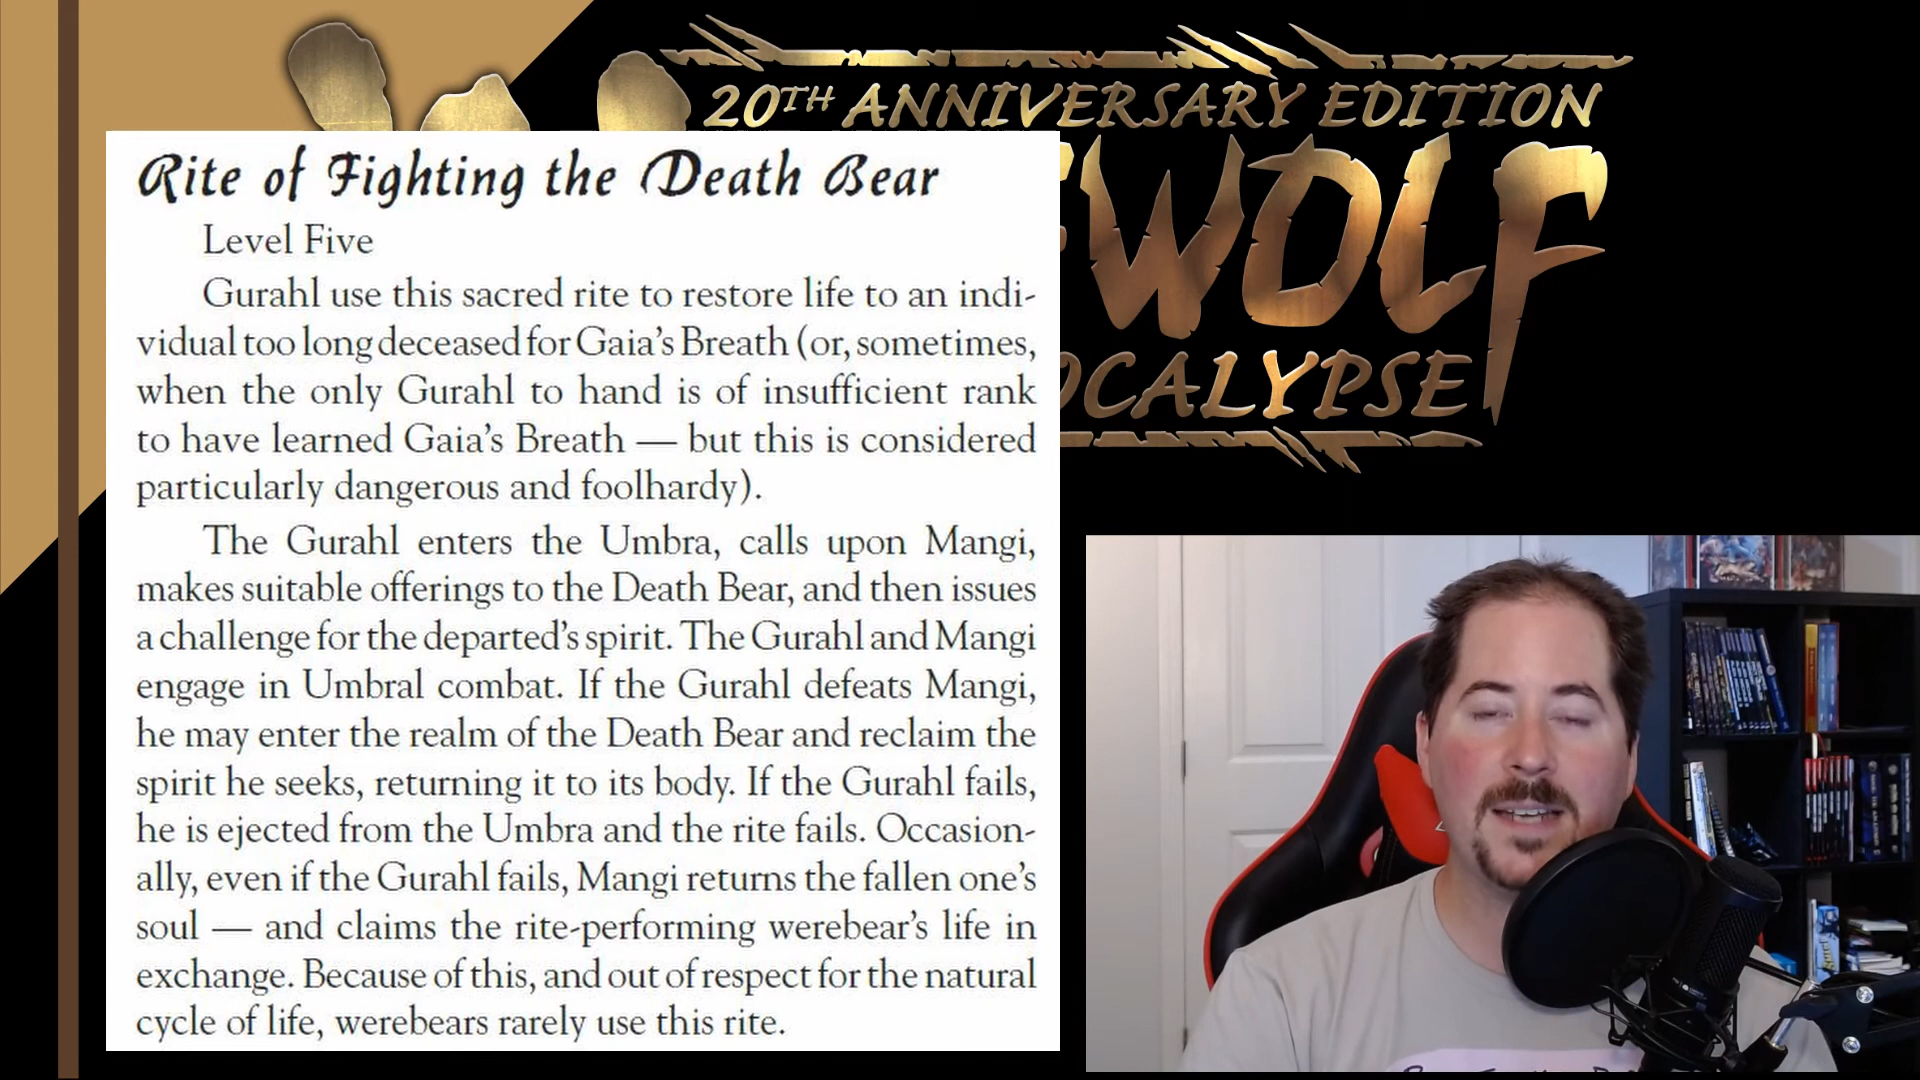 20TH ANNIVERSARY EDITION
WOLF
OCALYPSE
Rite of Fighting the Death Bear
Level Five
Gurahl use this sacred rite to restore life to an indi-
vidual too long deceased for Gaia's Breath (or, sometimes,
when the only Gurahl to hand is of insufficient rank
to have learned Gaia's Breath — but this is considered
particularly dangerous and foolhardy).
The Gurahl enters the Umbra, calls upon Mangi,
makes suitable offerings to the Death Bear, and then issues
a challenge for the departed's spirit. The Gurahl and Mangi
engage in Umbral combat. If the Gurahl defeats Mangi,
he may enter the realm of the Death Bear and reclaim the
spirit he seeks, returning it to its body. If the Gurahl fails,
he is ejected from the Umbra and the rite fails. Occasion-
ally, even if the Gurahl fails, Mangi returns the fallen one's
soul — and claims the rite-performing werebear's life in
exchange. Because of this, and out of respect for the natural
cycle of life, werebears rarely use this rite.